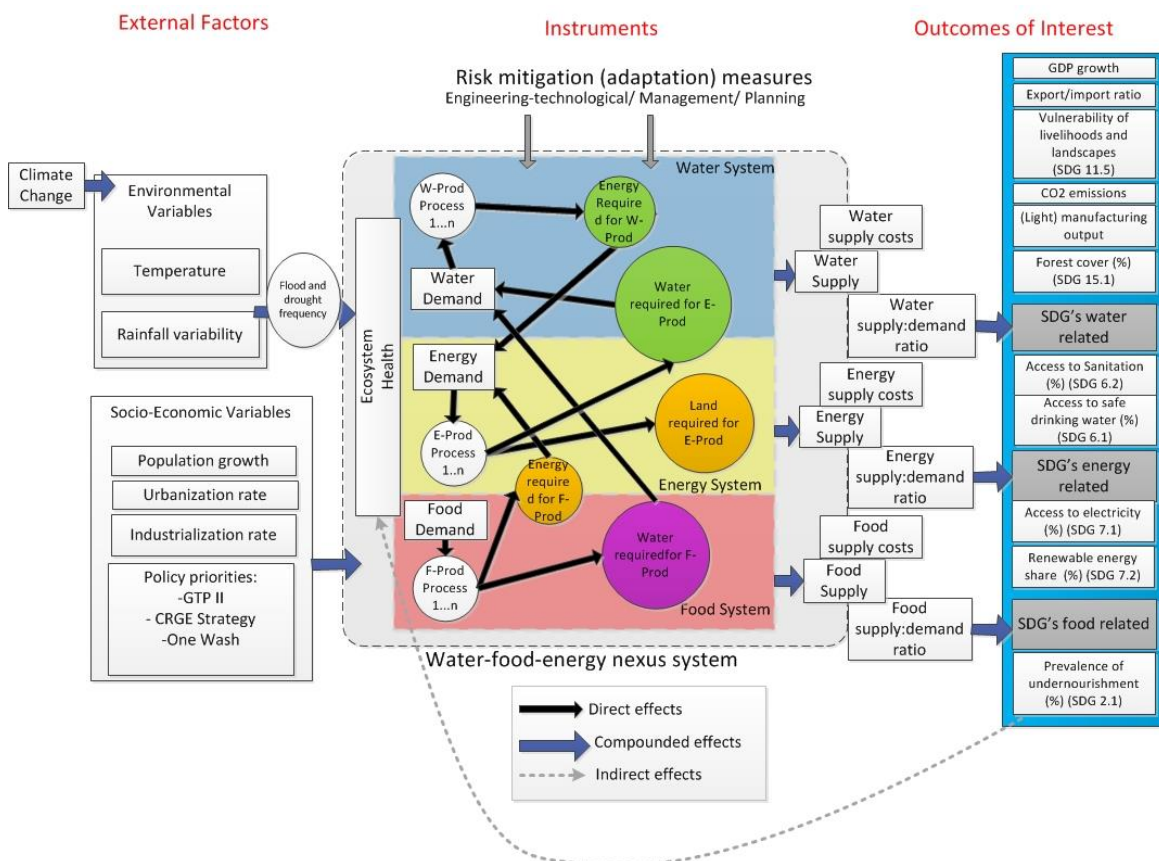 External Factors
Instruments
Outcomes of Interest
Risk mitigation (adaptation) measures
Engineering-technological/ Management/ Planning
Climate
Change
Environmental
Variables
Temperature
Rainfall variability
Flood and
drought
frequency
Socio-Economic Variables
Population growth
Urbanization rate
Industrialization rate
Policy priorities:
-GTP II
- CRGE Strategy
-One Wash
Ecosystem
Health
Water System
W-Prod
Process
1...n
Energy
Require
d for W-
Prod
Water
Demand
Water
required for E-
Prod
Energy
Demand
E-Prod
Process
1..n
Land
required for
E-Prod
Energy
require
d for F-
Prod
Energy System
Food
Demand
F-Prod
Process
1...n
Water
requiredfor F-
Prod
Food System
Water-food-energy nexus system
Water
supply costs
Water
Supply
Water
supply:demand
ratio
Energy
supply costs
Energy
Supply
Energy
supply:demand
ratio
Food
supply costs
Food
Supply
Food
supply:demand
ratio
GDP growth
Export/import ratio
Vulnerability of
livelihoods and
landscapes
(SDG 11.5)
CO2 emissions
(Light) manufacturing
output
Forest cover (%)
(SDG 15.1)
SDG's water
related
Access to Sanitation
(%) (SDG 6.2)
Access to safe
drinking water (%)
(SDG 6.1)
SDG's energy
related
Access to electricity
(%) (SDG 7.1)
Renewable energy
share (%) (SDG 7.2)
SDG's food related
Prevalence of
undernourishment
(%) (SDG 2.1)
Direct effects
Compounded effects
Indirect effects